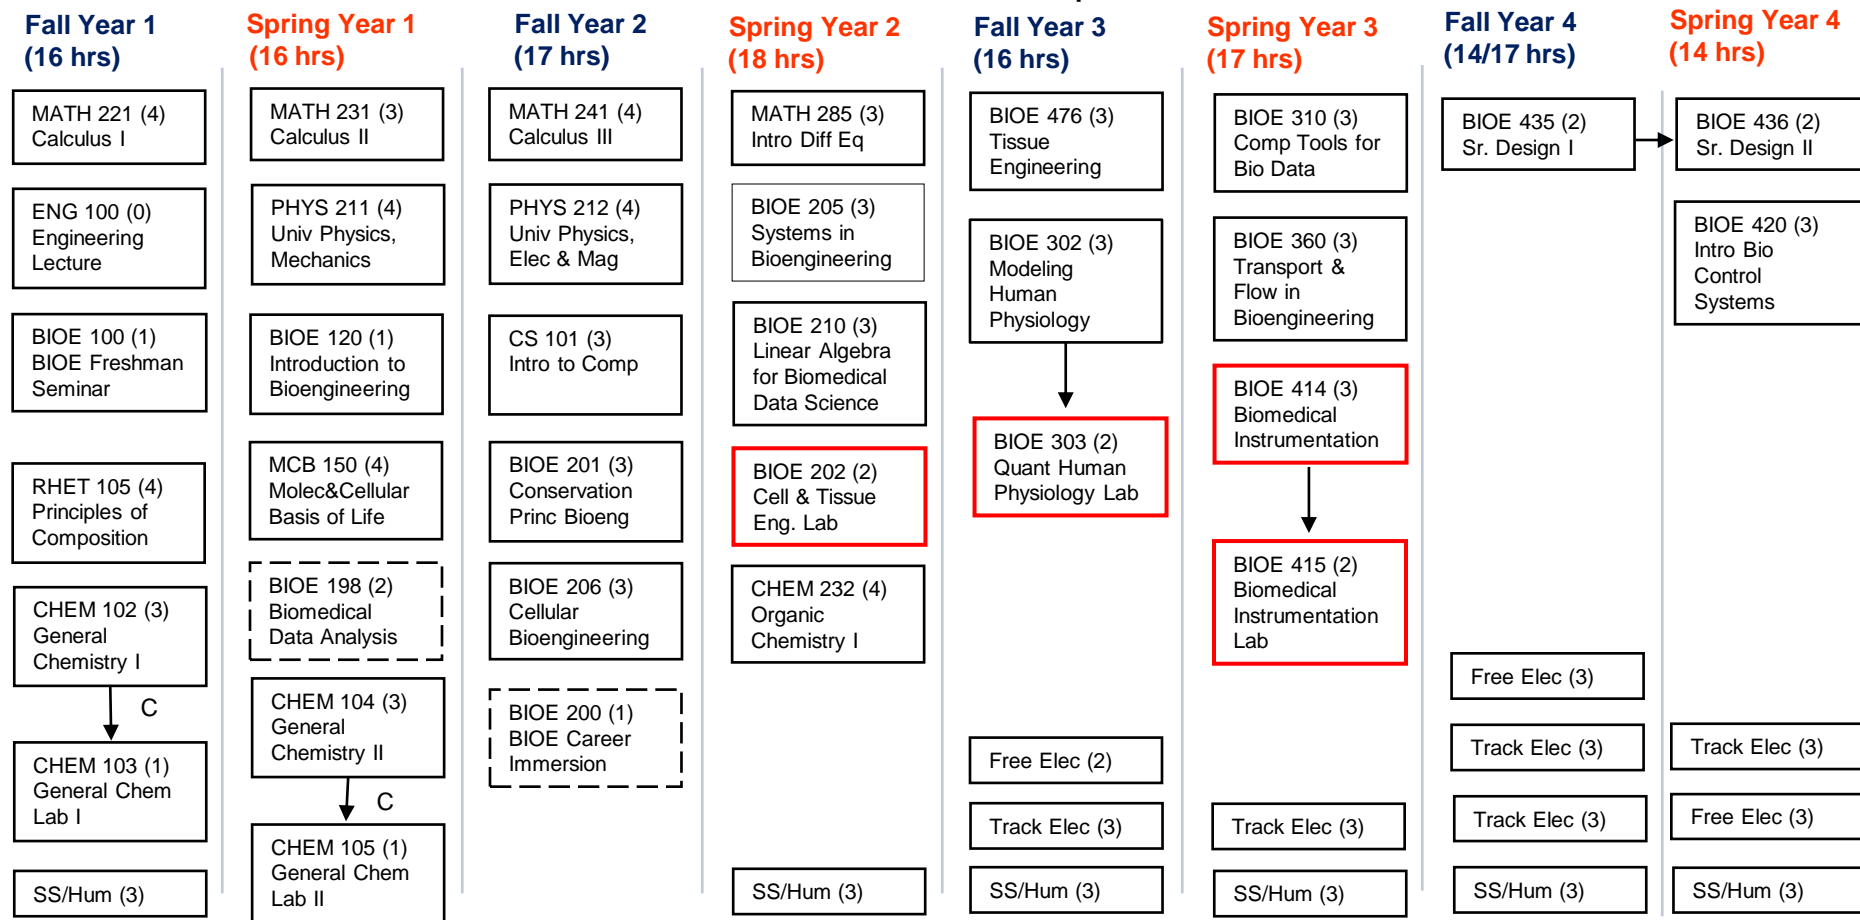 Fall Year 1
(16 hrs)
MATH 221 (4)
Calculus I
ENG 100 (0)
Engineering
Lecture
BIOE 100 (1)
BIOE Freshman
Seminar
RHET 105 (4)
Principles of
Composition
CHEM 102 (3)
General
Chemistry I
C
CHEM 103 (1)
General Chem
Lab I
SS/Hum (3)
Spring Year 1
(16 hrs)
MATH 231 (3)
Calculus II
PHYS 211 (4)
Univ Physics,
Mechanics
BIOE 120 (1)
Introduction to
Bioengineering
MCB 150 (4)
Molec&Cellular
Basis of Life
BIOE 198 (2)
Biomedical
Data Analysis
CHEM 104 (3)
General
Chemistry II
C
CHEM 105 (1)
General Chem
Lab II
Fall Year 2
(17 hrs)
MATH 241 (4)
Calculus III
PHYS 212 (4)
Univ Physics,
Elec & Mag
CS 101 (3)
Intro to Comp
BIOE 201 (3)
Conservation
Princ Bioeng
BIOE 206 (3)
Cellular
Bioengineering
BIOE 200 (1)
BIOE Career
Immersion
Spring Year 2
(18 hrs)
MATH 285 (3)
Intro Diff Eq
BIOE 205 (3)
Systems in
Bioengineering
BIOE 210 (3)
Linear Algebra
for Biomedical
Data Science
BIOE 202 (2)
Cell & Tissue
Eng. Lab
CHEM 232 (4)
Organic
Chemistry I
SS/Hum (3)
Fall Year 3
(16 hrs)
BIOE 476 (3)
Tissue
Engineering
BIOE 302 (3)
Modeling
Human
Physiology
BIOE 303 (2)
Quant Human
Physiology Lab
Free Elec (2)
Track Elec (3)
SS/Hum (3)
Spring Year 3
(17 hrs)
BIOE 310 (3)
Comp Tools for
Bio Data
BIOE 360 (3)
Transport &
Flow in
Bioengineering
BIOE 414 (3)
Biomedical
Instrumentation
BIOE 415 (2)
Biomedical
Instrumentation
Lab
Track Elec (3)
SS/Hum (3)
Fall Year 4
(14/17 hrs)
BIOE 435 (2)
Sr. Design I
Free Elec (3)
Track Elec (3)
Track Elec (3)
SS/Hum (3)
Spring Year 4
(14 hrs)
BIOE 436 (2)
Sr. Design II
BIOE 420 (3)
Intro Bio
Control
Systems
Track Elec (3)
Free Elec (3)
SS/Hum (3)